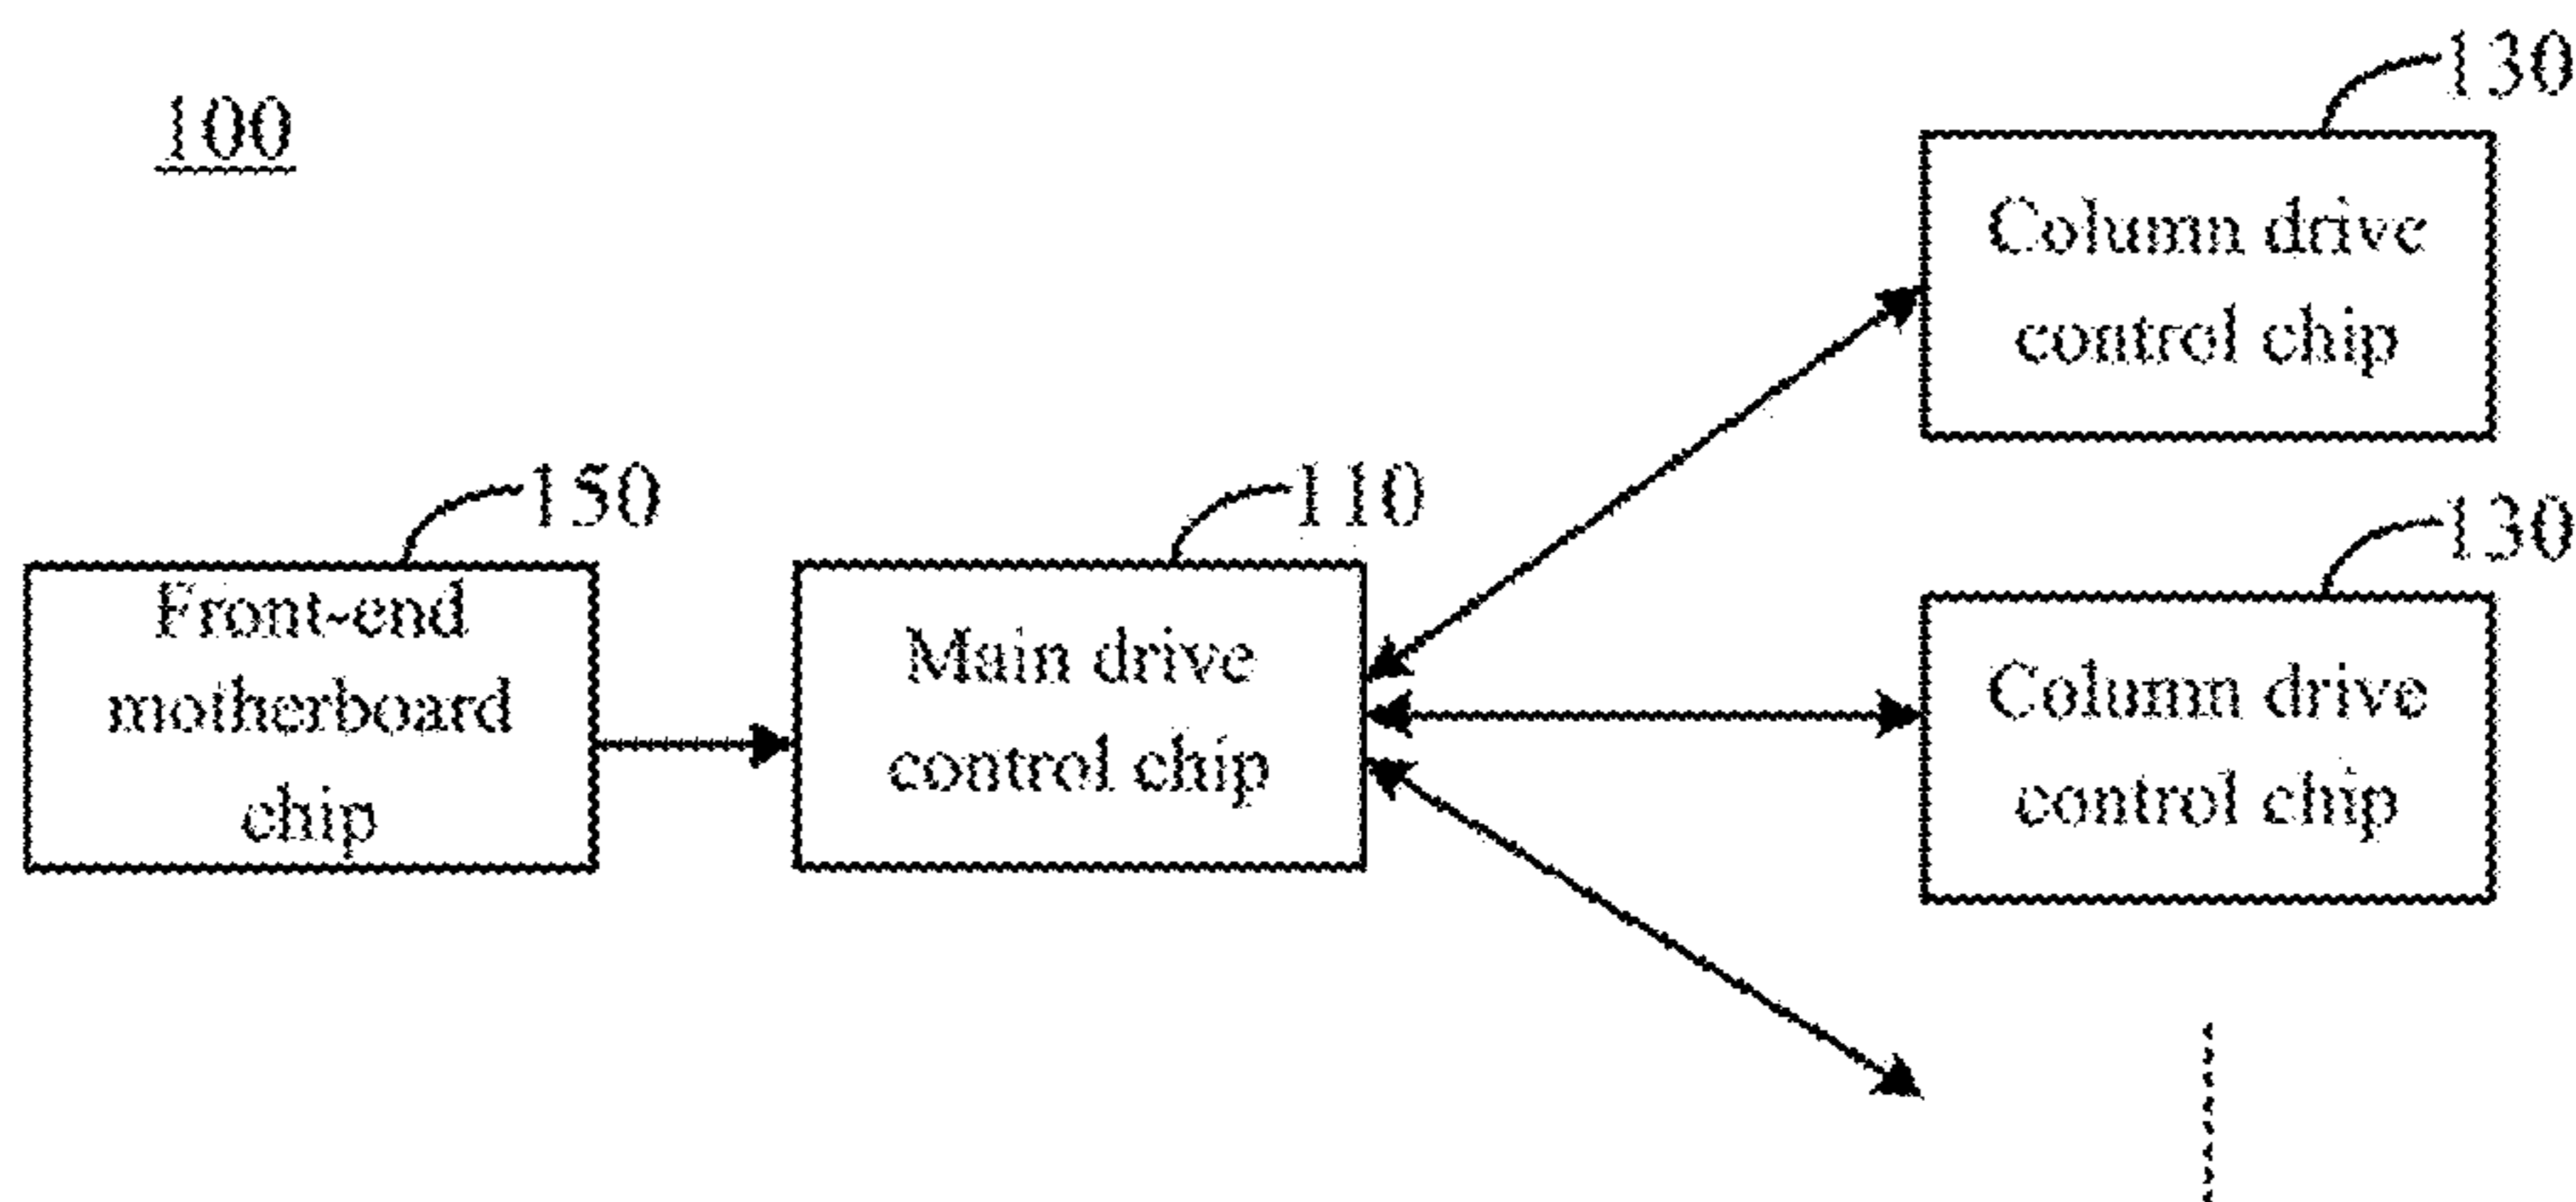 100
130
Column drive
control chip
150
Front-end
motherboard
chip
110
Main drive
control chip
130
Column drive
control chip